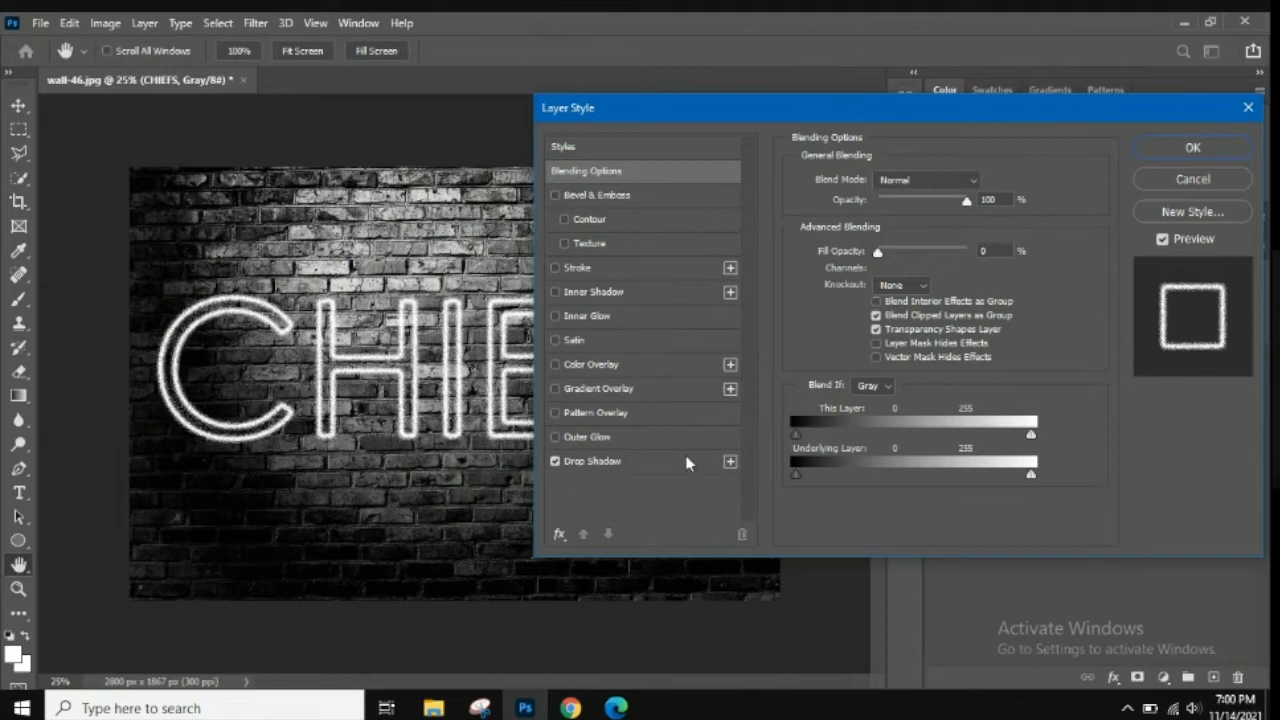 Ps File Edit Image Layer Type Select Filter 3D View Window Help
Scroll All Windows 100% Fit Screen Fill Screen
wall-46.jpg @ 25% (CHIEFS, Gray/8#) * ×
Color Swatches Gradients Patterns
Layer Style
Styles
Blending Options
Bevel & Emboss
Contour
Texture
Stroke
Inner Shadow
Inner Glow
Satin
Color Overlay
Gradient Overlay
Pattern Overlay
Outer Glow
Drop Shadow
fx
Blending Options
General Blending
Blend Mode: Normal
Opacity: 100 %
Advanced Blending
Fill Opacity: 0 %
Channels:
Knockout: None
Blend Interior Effects as Group
Blend Clipped Layers as Group
Transparency Shapes Layer
Layer Mask Hides Effects
Vector Mask Hides Effects
Blend If: Gray
This Layer: 0 255
Underlying Layer: 0 255
OK
Cancel
New Style...
Preview
CHIE
Activate Windows
Go to Settings to activate Windows.
25% 2800 px x 1867 px (300 ppi)
fx
Type here to search
Ps
7:00 PM
11/14/2021